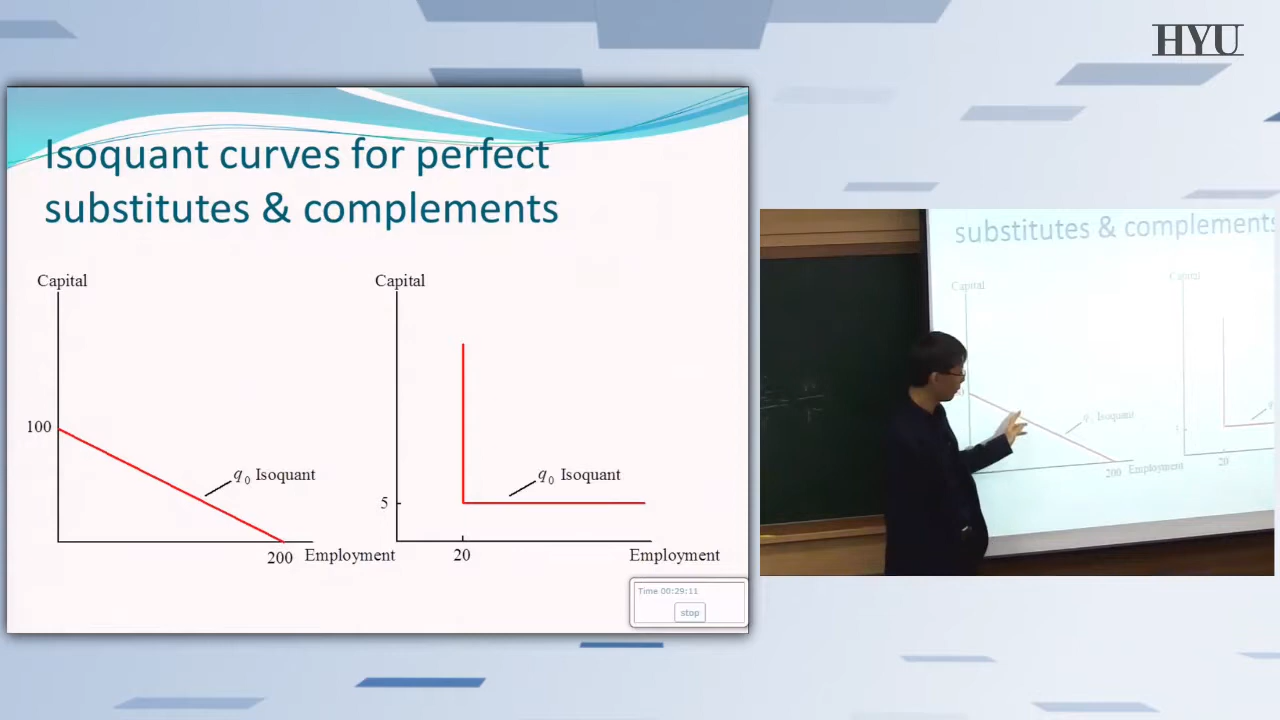 HYU
Isoquant curves for perfect
substitutes & complements
Capital
100
q0 Isoquant
200
Employment
Capital
5
q0 Isoquant
20
Employment
Time 00:29:11
stop
substitutes & complements
Capital
Isoquant
200
Employment
Capital
20